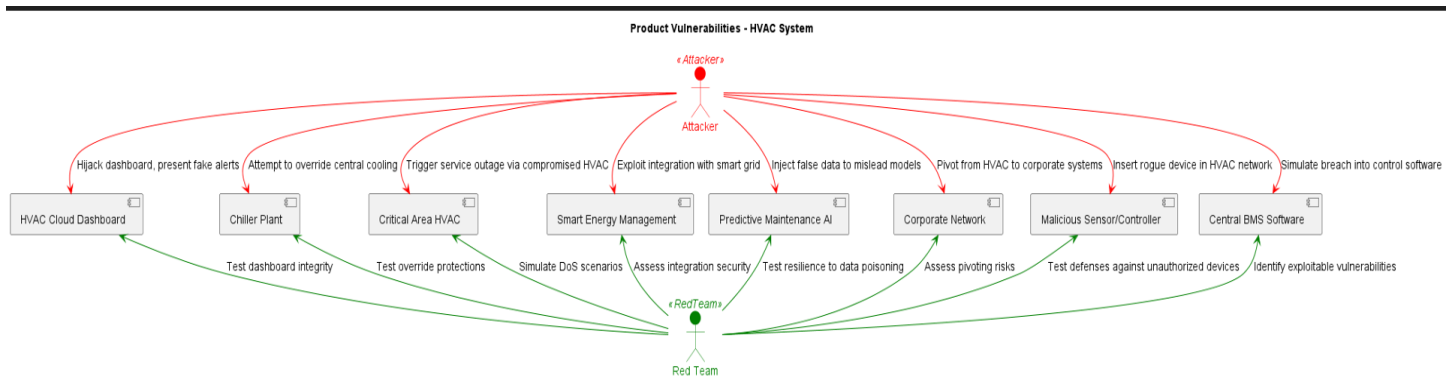 Product Vulnerabilities - HVAC System
«Attacker»
Attacker
Hijack dashboard, present fake alerts
Attempt to override central cooling
Trigger service outage via compromised HVAC
Exploit integration with smart grid
Inject false data to mislead models
Pivot from HVAC to corporate systems
Insert rogue device in HVAC network
Simulate breach into control software
HVAC Cloud Dashboard
Chiller Plant
Critical Area HVAC
Smart Energy Management
Predictive Maintenance AI
Corporate Network
Malicious Sensor/Controller
Central BMS Software
Test dashboard integrity
Test override protections
Simulate DoS scenarios
Assess integration security
Test resilience to data poisoning
Assess pivoting risks
Test defenses against unauthorized devices
Identify exploitable vulnerabilities
«RedTeam»
Red Team